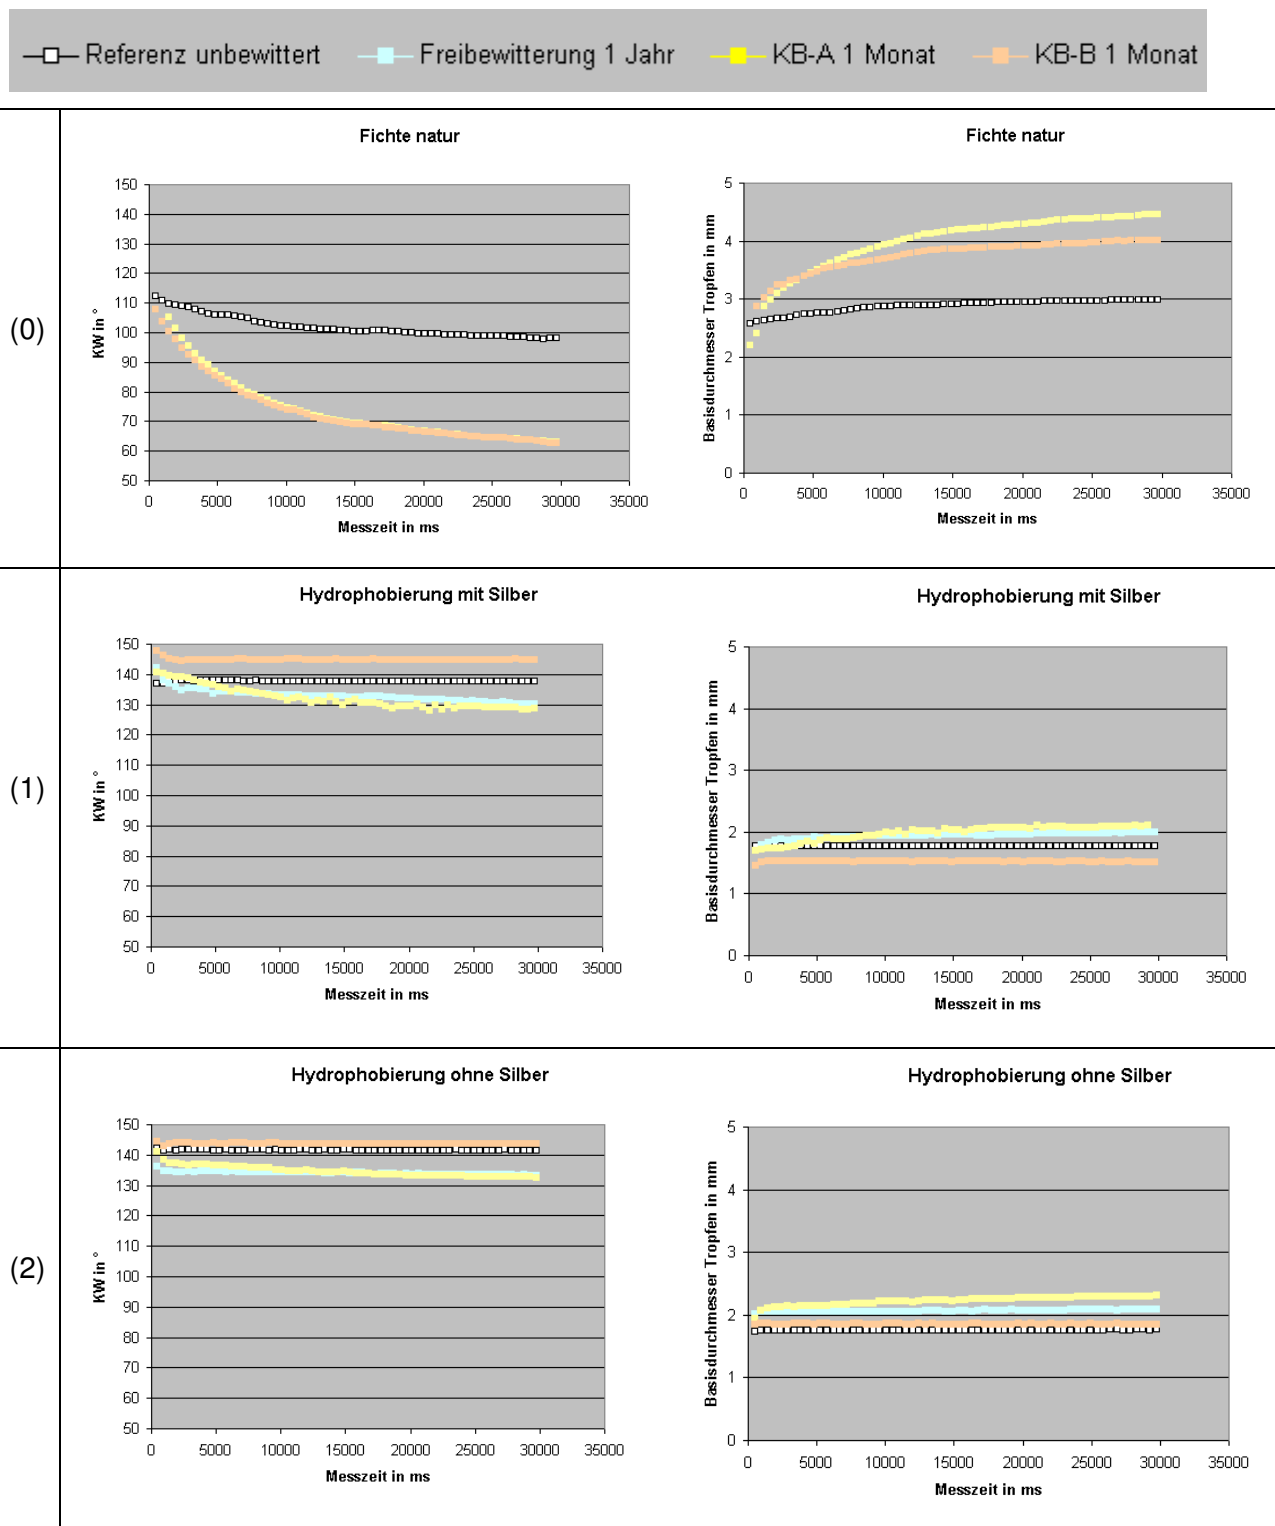 Referenz unbewittert Freibewitterung 1 Jahr KB-A 1 Monat KB-B 1 Monat
(0)
Fichte natur
KW in °
150
140
130
120
110
100
90
80
70
60
50
0 5000 10000 15000 20000 25000 30000 35000
Messzeit in ms
Fichte natur
Basisdurchmesser Tropfen in mm
5
4
3
2
1
0
0 5000 10000 15000 20000 25000 30000 35000
Messzeit in ms
(1)
Hydrophobierung mit Silber
KW in °
150
140
130
120
110
100
90
80
70
60
50
0 5000 10000 15000 20000 25000 30000 35000
Messzeit in ms
Hydrophobierung mit Silber
Basisdurchmesser Tropfen in mm
5
4
3
2
1
0
0 5000 10000 15000 20000 25000 30000 35000
Messzeit in ms
(2)
Hydrophobierung ohne Silber
KW in °
150
140
130
120
110
100
90
80
70
60
50
0 5000 10000 15000 20000 25000 30000 35000
Messzeit in ms
Hydrophobierung ohne Silber
Basisdurchmesser Tropfen in mm
5
4
3
2
1
0
0 5000 10000 15000 20000 25000 30000 35000
Messzeit in ms